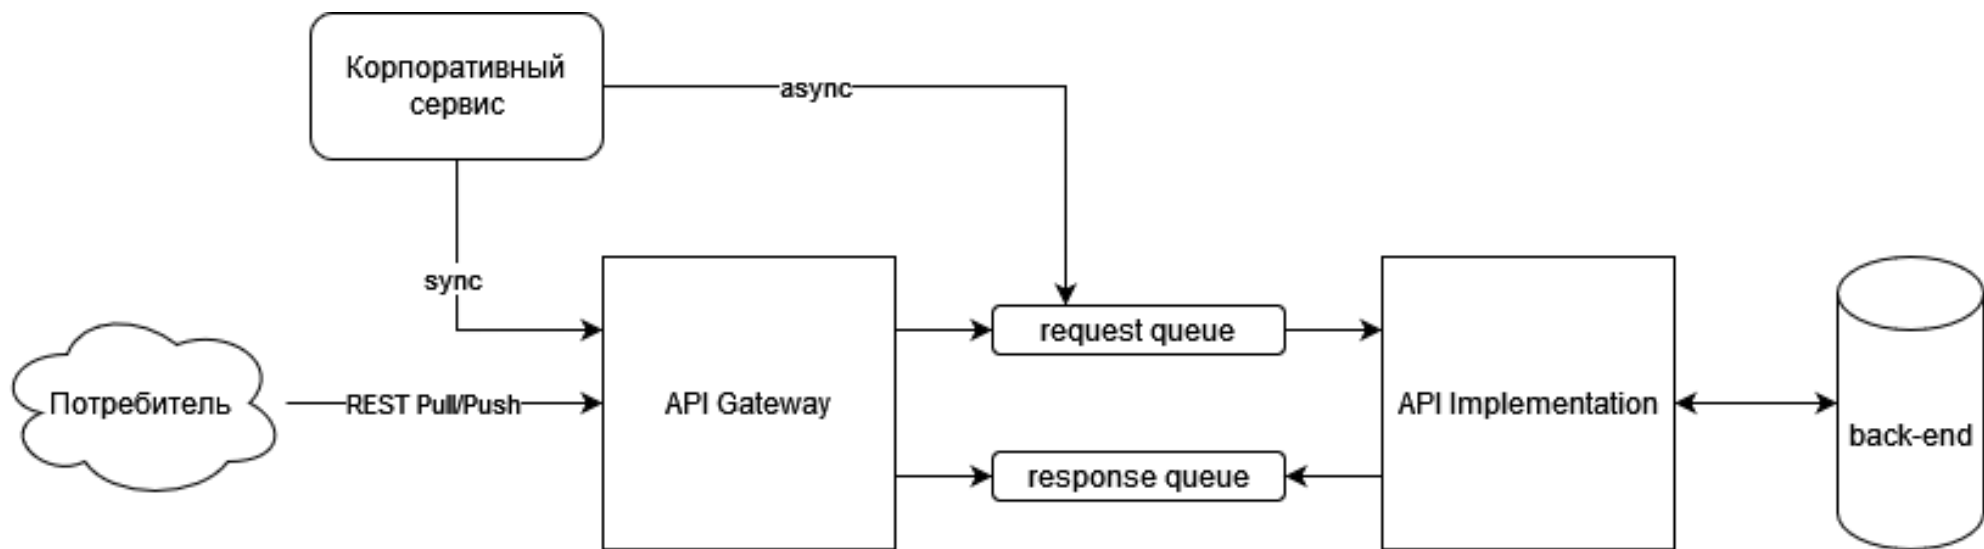 Корпоративный
сервис
async
sync
request queue
Потребитель
REST Pull/Push
API Gateway
API Implementation
back-end
response queue